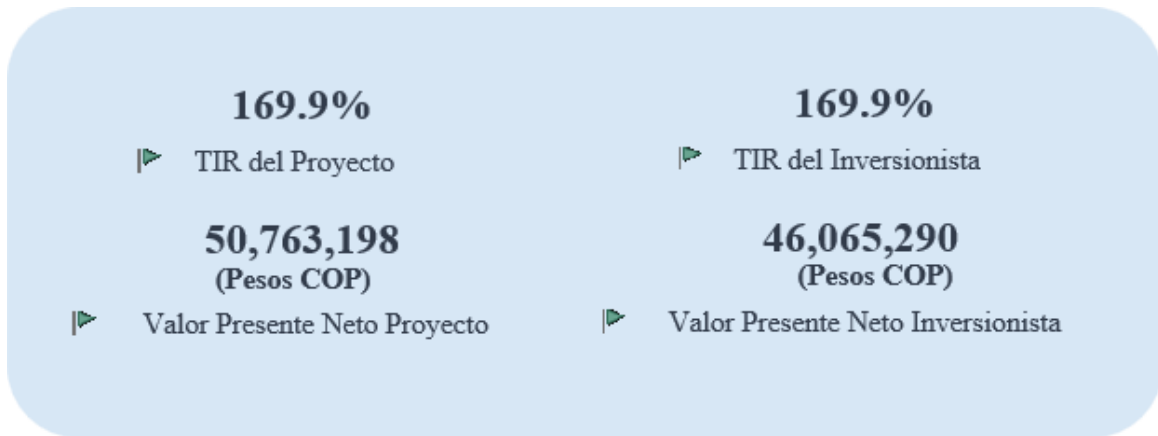 169.9%
TIR del Proyecto
50,763,198
(Pesos COP)
Valor Presente Neto Proyecto
169.9%
TIR del Inversionista
46,065,290
(Pesos COP)
Valor Presente Neto Inversionista